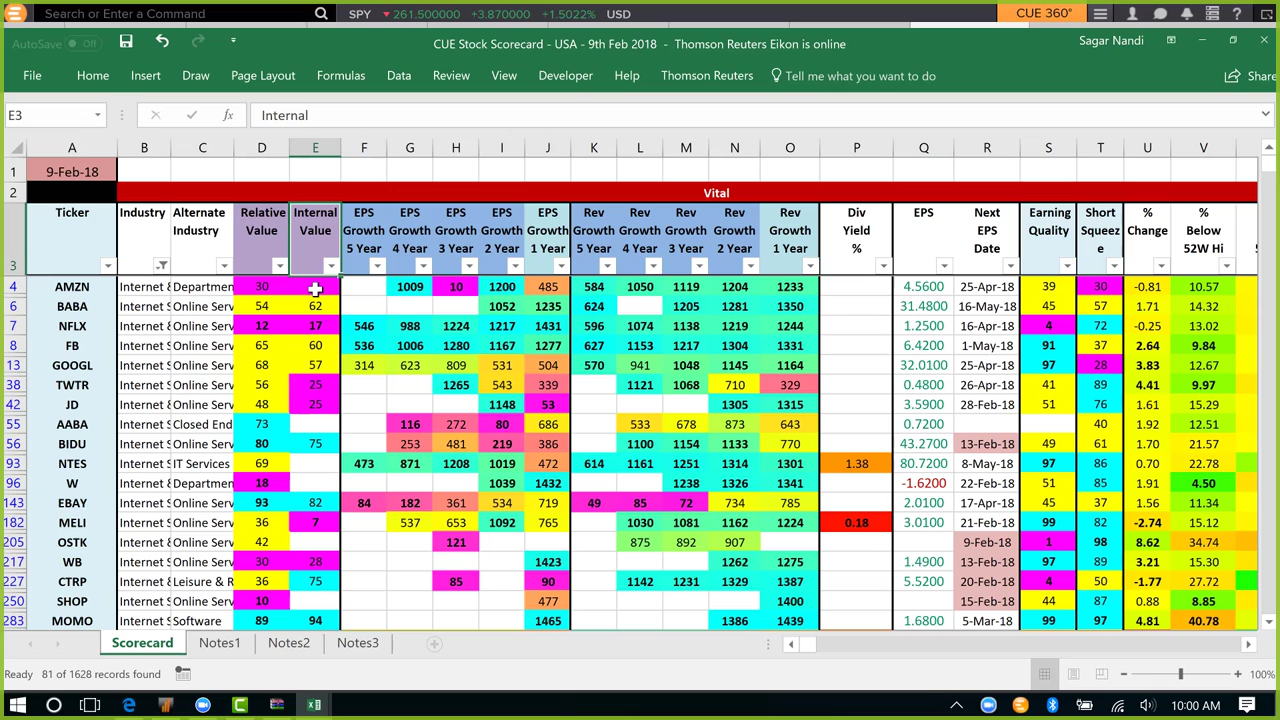 Search or Enter a Command SPY 261.500000 +3.870000 +1.5022% USD CUE 360°
AutoSave Off CUE Stock Scorecard - USA - 9th Feb 2018 - Thomson Reuters Eikon is online Sagar Nandi
File Home Insert Draw Page Layout Formulas Data Review View Developer Help Thomson Reuters Tell me what you want to do Share
E3 fx Internal
A B C D E F G H I J K L M N O P Q R S T U V
1 9-Feb-18
2 Vital
Ticker Industry Alternate Industry Relative Value Internal Value EPS Growth 5 Year EPS Growth 4 Year EPS Growth 3 Year EPS Growth 2 Year EPS Growth 1 Year Rev Growth 5 Year Rev Growth 4 Year Rev Growth 3 Year Rev Growth 2 Year Rev Growth 1 Year Div Yield % EPS Next EPS Date Earning Quality Short Squeeze % Change % Below 52W Hi
3
4 AMZN Internet & Departmen 30 1009 10 1200 485 584 1050 1119 1204 1233 4.5600 25-Apr-18 39 30 -0.81 10.57
6 BABA Internet S Online Serv 54 62 1052 1235 624 1205 1281 1350 31.4800 16-May-18 45 57 1.71 14.32
7 NFLX Internet & Online Serv 12 17 546 988 1224 1217 1431 596 1074 1138 1219 1244 1.2500 16-Apr-18 4 72 -0.25 13.02
8 FB Internet S Online Serv 65 60 536 1006 1280 1167 1277 627 1153 1217 1304 1331 6.4200 1-May-18 91 37 2.64 9.84
13 GOOGL Internet S Online Serv 65 57 314 623 809 531 504 570 941 1048 1145 1164 32.0100 25-Apr-18 97 28 3.83 12.67
38 TWTR Internet S Online Serv 56 25 1265 543 339 1121 1068 710 329 0.4800 26-Apr-18 41 89 4.41 9.97
42 JD Internet & Online Serv 48 25 1148 53 1305 1315 3.5900 28-Feb-18 51 76 1.61 15.29
55 AABA Internet S Closed End 73 116 272 80 686 533 678 873 643 0.7200 40 1.92 12.51
56 BIDU Internet S Online Serv 80 75 253 481 219 386 1100 1154 1133 770 43.2700 13-Feb-18 49 61 1.70 21.57
93 NTES Internet S IT Services 69 473 871 1208 1019 472 614 1161 1251 1314 1301 1.38 80.7200 8-May-18 97 86 0.70 22.78
96 W Internet & Departmen 18 1039 1432 1238 1326 1341 -1.6200 22-Feb-18 51 85 1.91 4.50
143 EBAY Internet S Online Serv 93 82 84 182 361 534 719 49 85 72 734 785 2.0100 17-Apr-18 45 37 1.56 11.34
182 MELI Internet S Online Serv 36 7 537 653 1092 765 1030 1081 1162 1224 0.18 3.0100 21-Feb-18 99 82 -2.74 15.12
205 OSTK Internet & Online Serv 42 121 875 892 907 9-Feb-18 1 98 8.62 34.74
217 WB Internet S Online Serv 30 28 1423 1262 1275 1.4900 13-Feb-18 97 89 3.21 15.30
227 CTRP Internet & Leisure & R 36 75 85 90 1142 1231 1329 1387 5.5200 20-Feb-18 4 50 -1.77 27.72
250 SHOP Internet S Online Serv 10 477 1400 15-Feb-18 44 87 0.88 8.85
283 MOMO Internet S Software 89 94 1465 1386 1439 1.6800 5-Mar-18 99 97 4.81 40.78
Scorecard Notes1 Notes2 Notes3
Ready 81 of 1628 records found 100%
10:00 AM